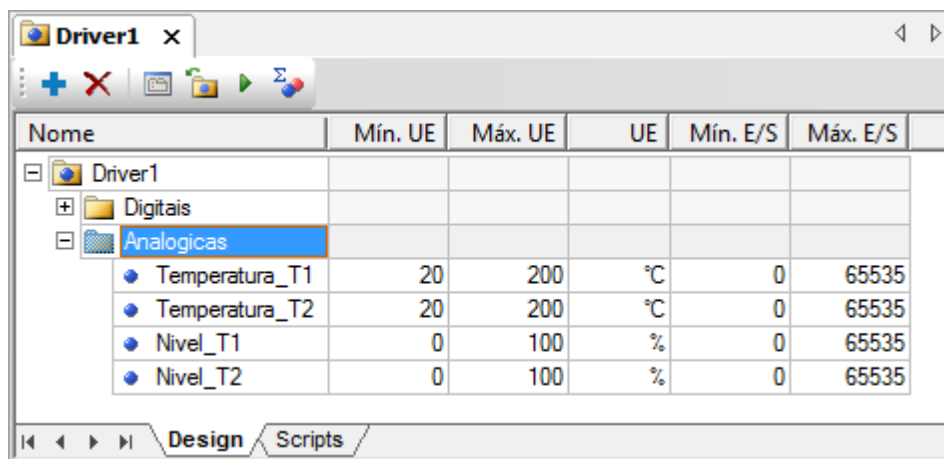 Driver1
Nome Mín. UE Máx. UE UE Mín. E/S Máx. E/S
Driver1
Digitais
Analogicas
Temperatura_T1 20 200 °C 0 65535
Temperatura_T2 20 200 °C 0 65535
Nivel_T1 0 100 % 0 65535
Nivel_T2 0 100 % 0 65535
Design Scripts